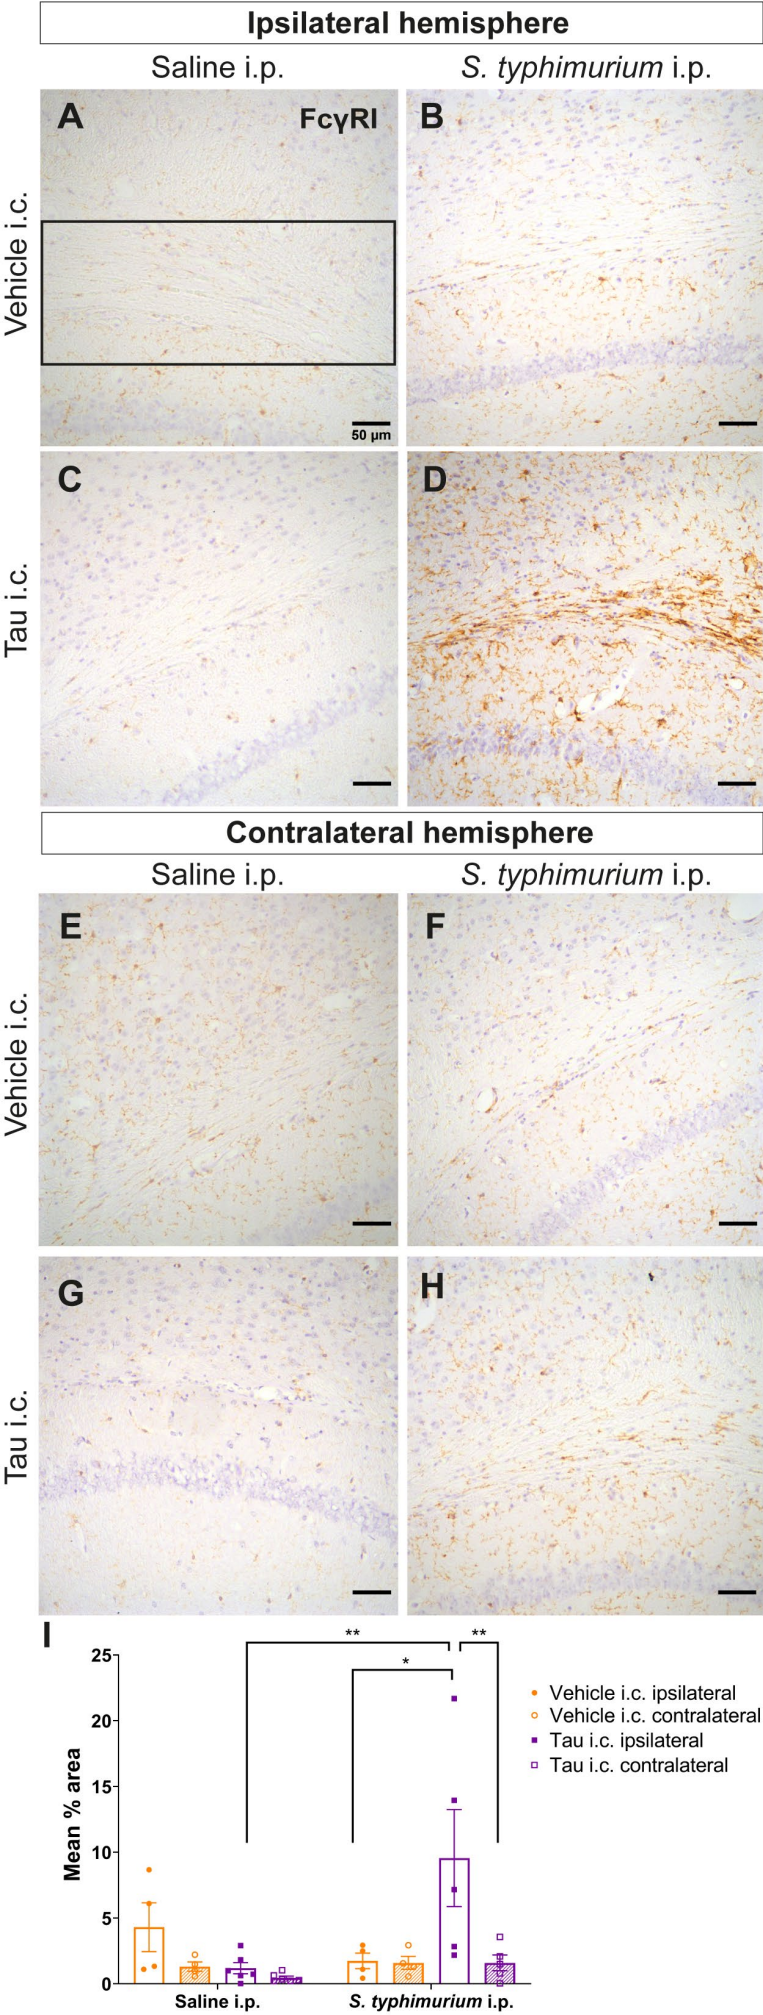 Ipsilateral hemisphere
Saline i.p. S. typhimurium i.p.
A FcγRI B
Vehicle i.c.
50 μm
C D
Tau i.c.
Contralateral hemisphere
Saline i.p. S. typhimurium i.p.
E F
Vehicle i.c.
G H
Tau i.c.
I
** **
*
25
20
15
10
5
0
Mean % area
Vehicle i.c. ipsilateral
Vehicle i.c. contralateral
Tau i.c. ipsilateral
Tau i.c. contralateral
Saline i.p. S. typhimurium i.p.